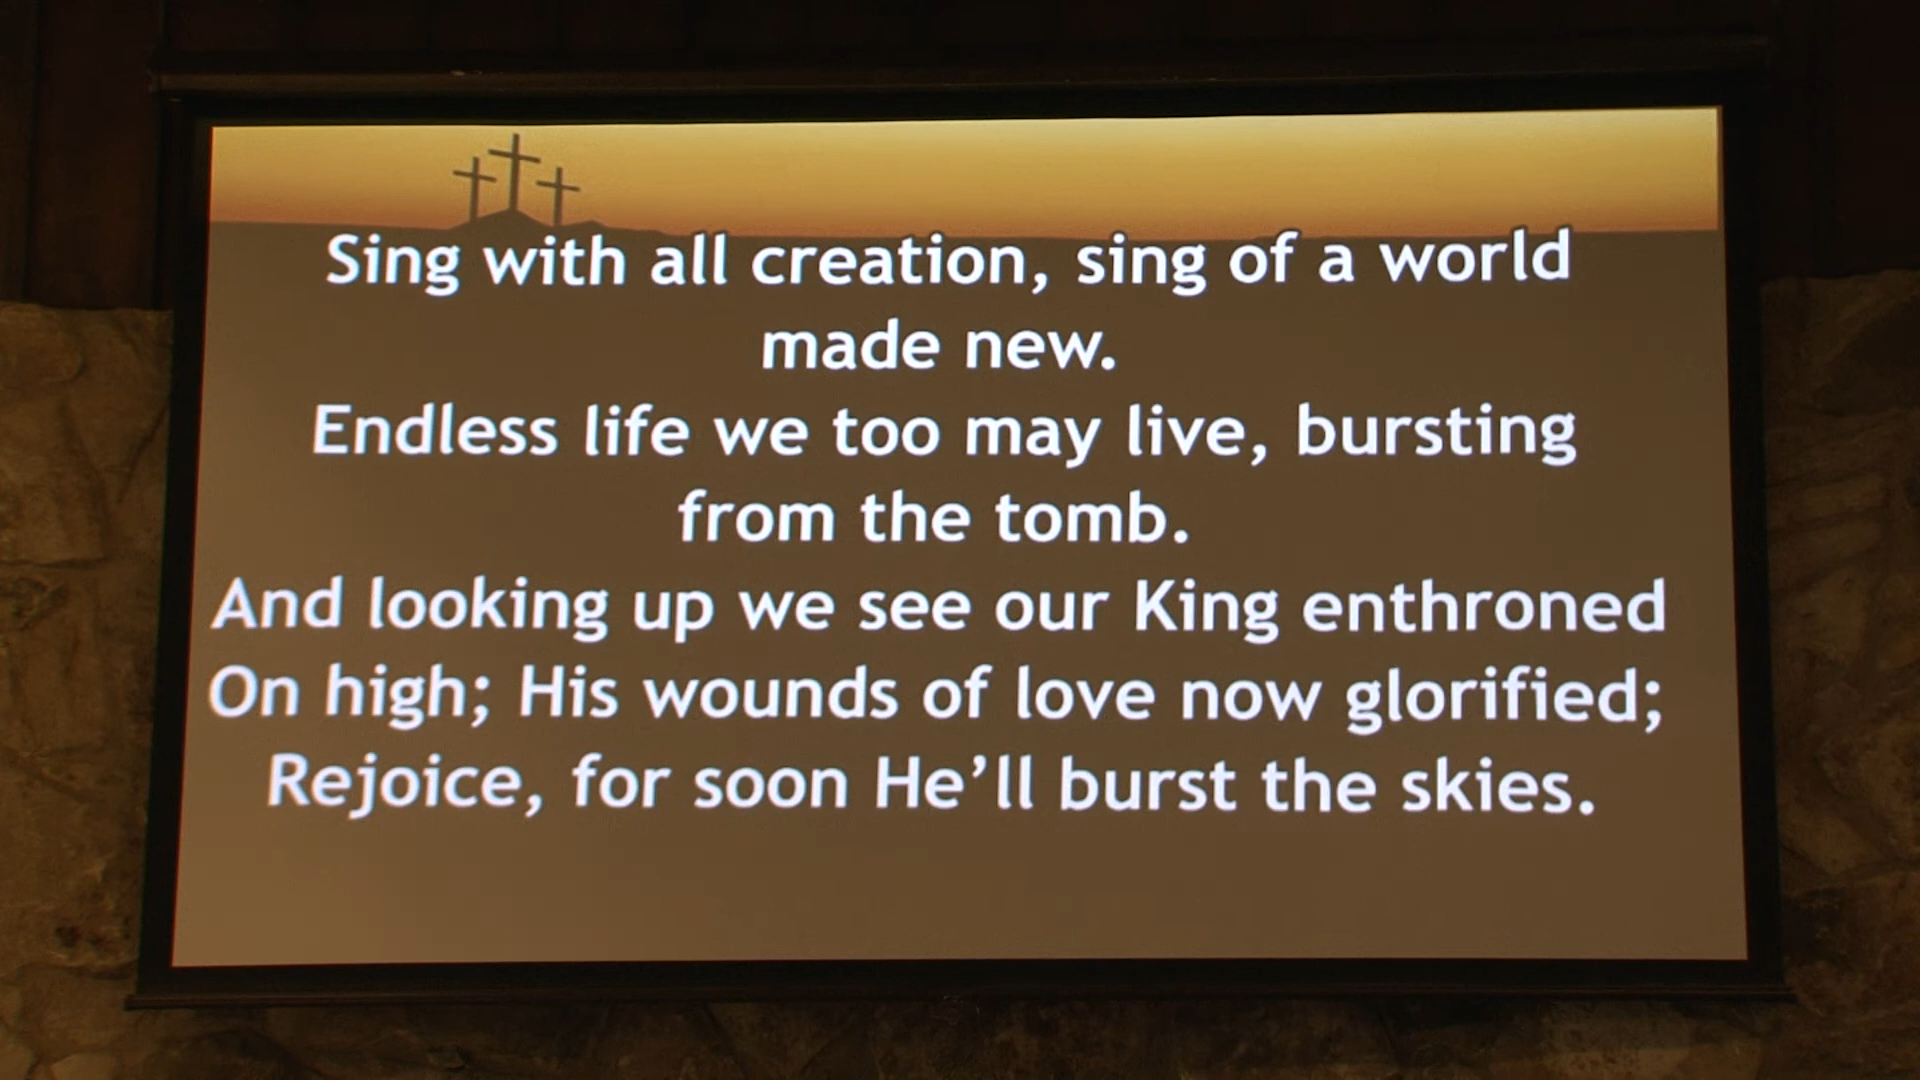 Sing with all creation, sing of a world
made new.
Endless life we too may live, bursting
from the tomb.
And looking up we see our King enthroned
On high; His wounds of love now glorified;
Rejoice, for soon He’ll burst the skies.